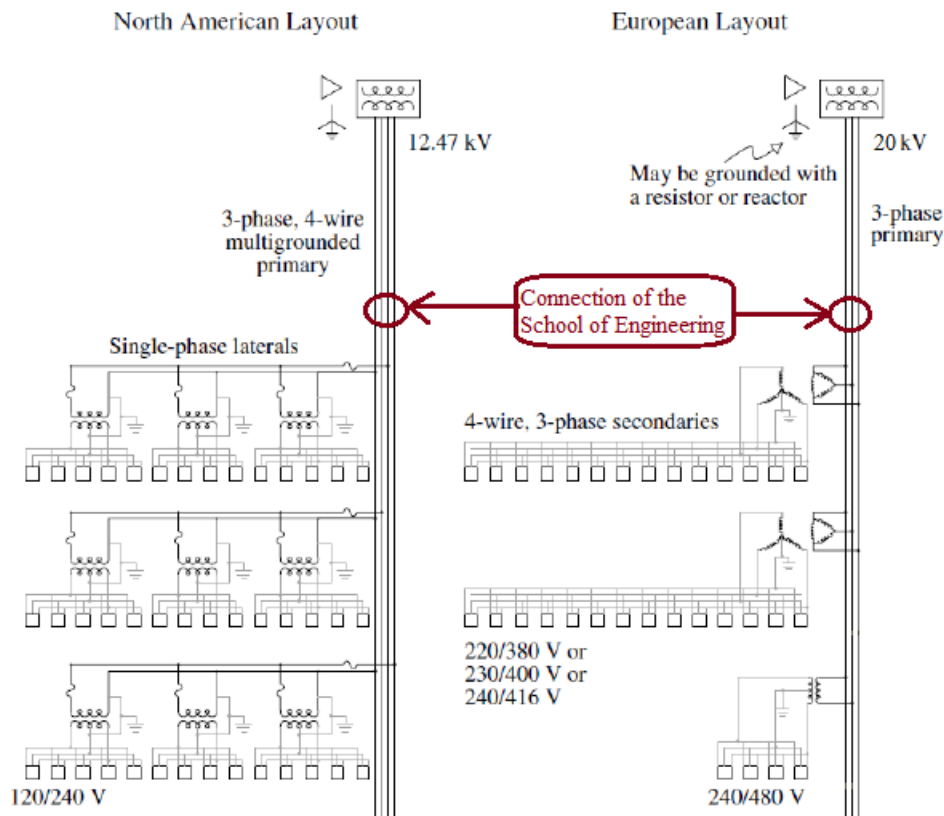 North American Layout
European Layout
12.47 kV
20 kV
May be grounded with
a resistor or reactor
3-phase, 4-wire
multigrounded
primary
3-phase
primary
Connection of the
School of Engineering
Single-phase laterals
4-wire, 3-phase secondaries
220/380 V or
230/400 V or
240/416 V
120/240 V
240/480 V